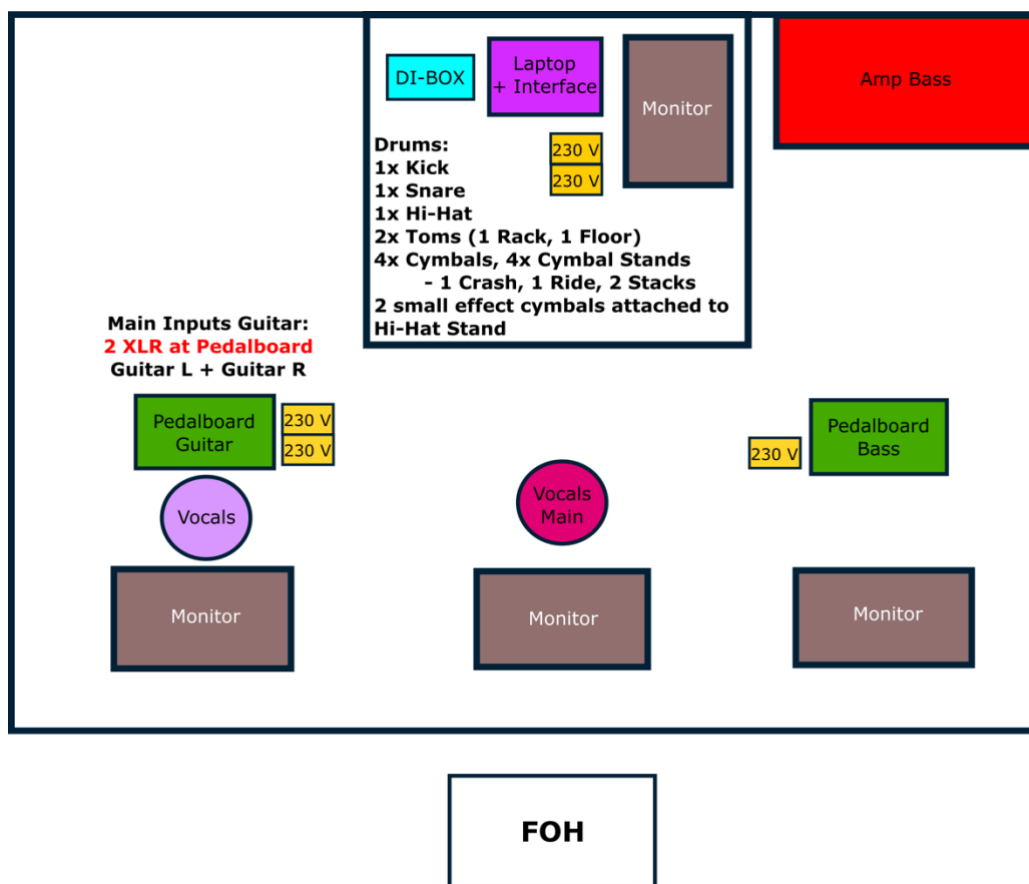 DI-BOX
Laptop
+ Interface
Monitor
Amp Bass
230 V
230 V
Drums:
1x Kick
1x Snare
1x Hi-Hat
2x Toms (1 Rack, 1 Floor)
4x Cymbals, 4x Cymbal Stands
- 1 Crash, 1 Ride, 2 Stacks
2 small effect cymbals attached to
Hi-Hat Stand
Main Inputs Guitar:
2 XLR at Pedalboard
Guitar L + Guitar R
Pedalboard
Guitar
230 V
230 V
230 V
Pedalboard
Bass
Vocals
Vocals
Main
Monitor
Monitor
Monitor
FOH